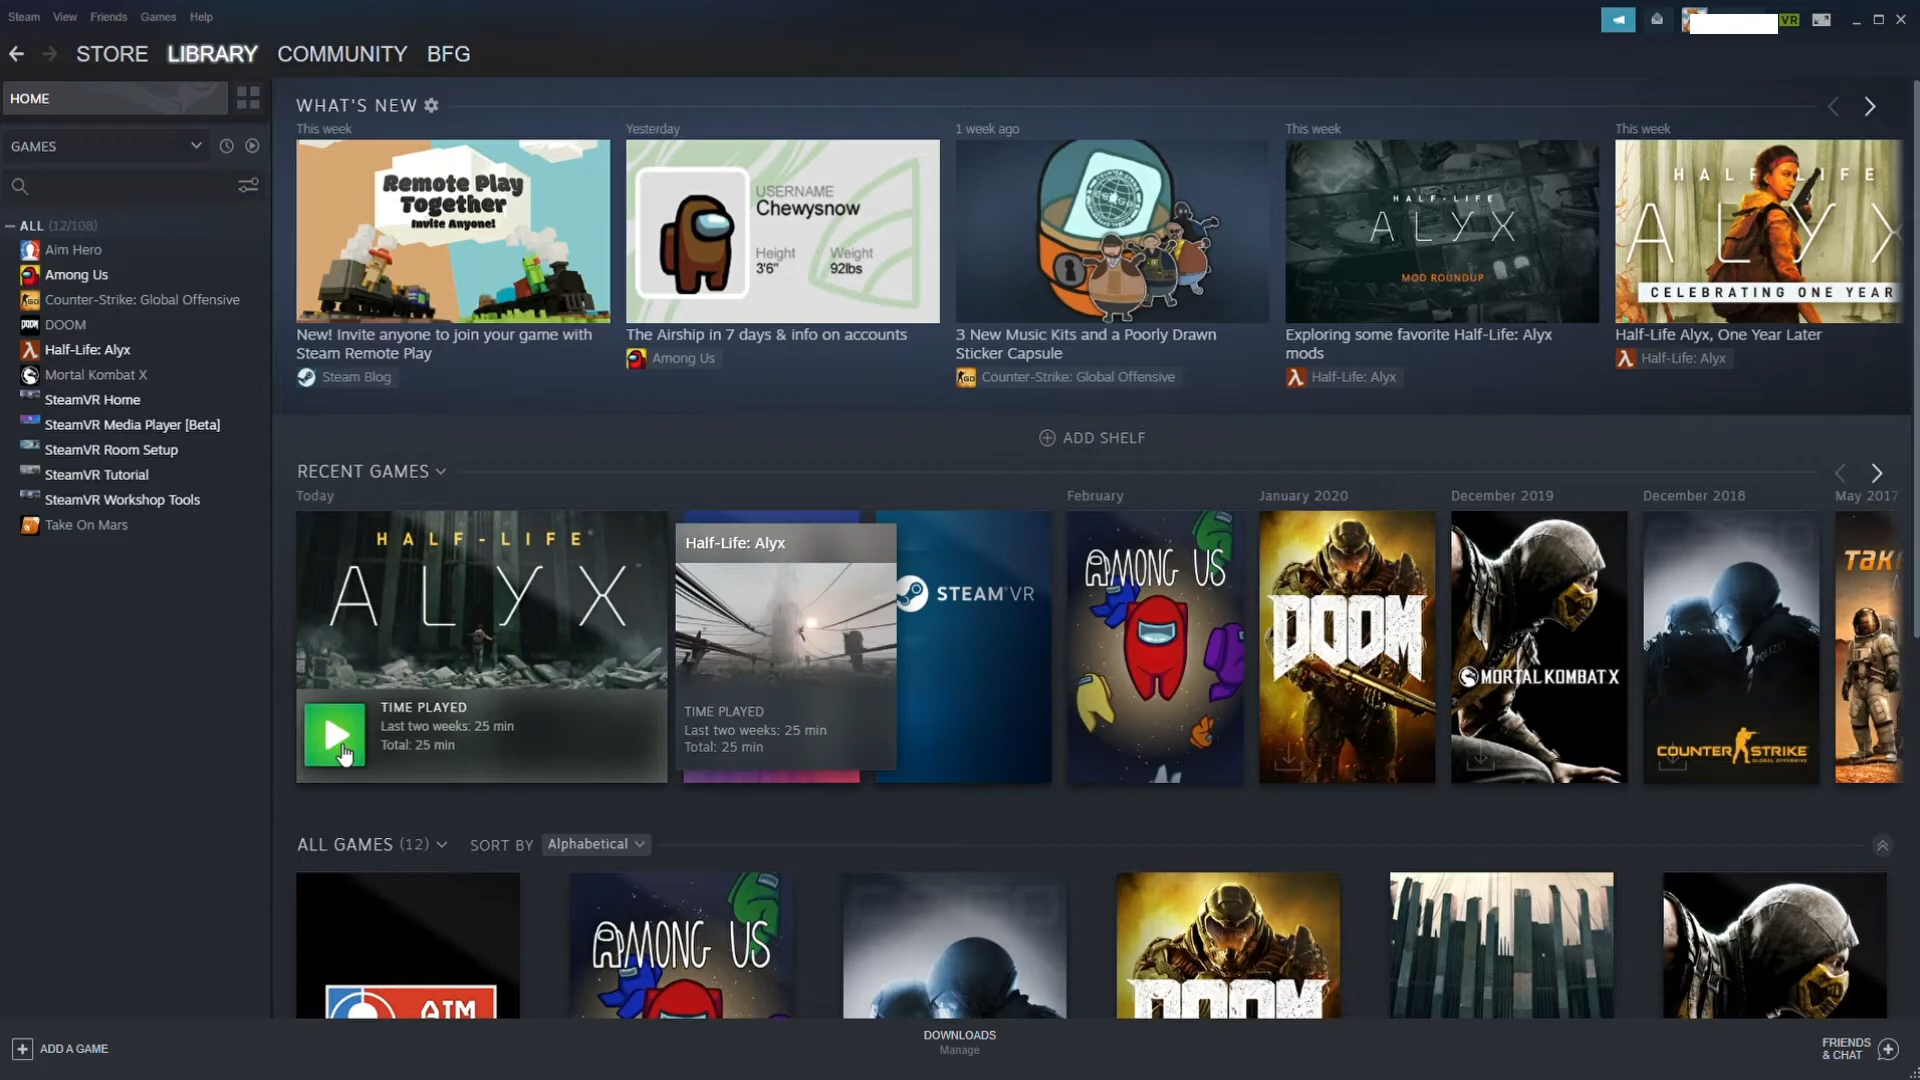 Steam View Friends Games Help
VR
STORE LIBRARY COMMUNITY BFG
HOME
GAMES
ALL (12/108)
Aim Hero
Among Us
Counter-Strike: Global Offensive
DOOM
Half-Life: Alyx
Mortal Kombat X
SteamVR Home
SteamVR Media Player [Beta]
SteamVR Room Setup
SteamVR Tutorial
SteamVR Workshop Tools
Take On Mars
WHAT'S NEW
This week
Remote Play
Together
Invite Anyone!
New! Invite anyone to join your game with
Steam Remote Play
Steam Blog
Yesterday
USERNAME
Chewysnow
Height Weight
3'6" 92lbs
The Airship in 7 days & info on accounts
Among Us
1 week ago
3 New Music Kits and a Poorly Drawn
Sticker Capsule
Counter-Strike: Global Offensive
This week
HALF-LIFE
ALYX
MOD ROUNDUP
Exploring some favorite Half-Life: Alyx
mods
Half-Life: Alyx
This week
HALF-LIFE
ALYX
CELEBRATING ONE YEAR
Half-Life Alyx, One Year Later
Half-Life: Alyx
ADD SHELF
RECENT GAMES
Today
HALF-LIFE
ALYX
TIME PLAYED
Last two weeks: 25 min
Total: 25 min
Half-Life: Alyx
TIME PLAYED
Last two weeks: 25 min
Total: 25 min
STEAM VR
February
AMONG US
January 2020
DOOM
December 2019
MORTAL KOMBAT X
December 2018
POLIZEI
COUNTER STRIKE
GLOBAL OFFENSIVE
May 2017
TAK
ALL GAMES (12) SORT BY Alphabetical
AIM
AMONG US
DOOM
ADD A GAME
DOWNLOADS
Manage
FRIENDS
& CHAT